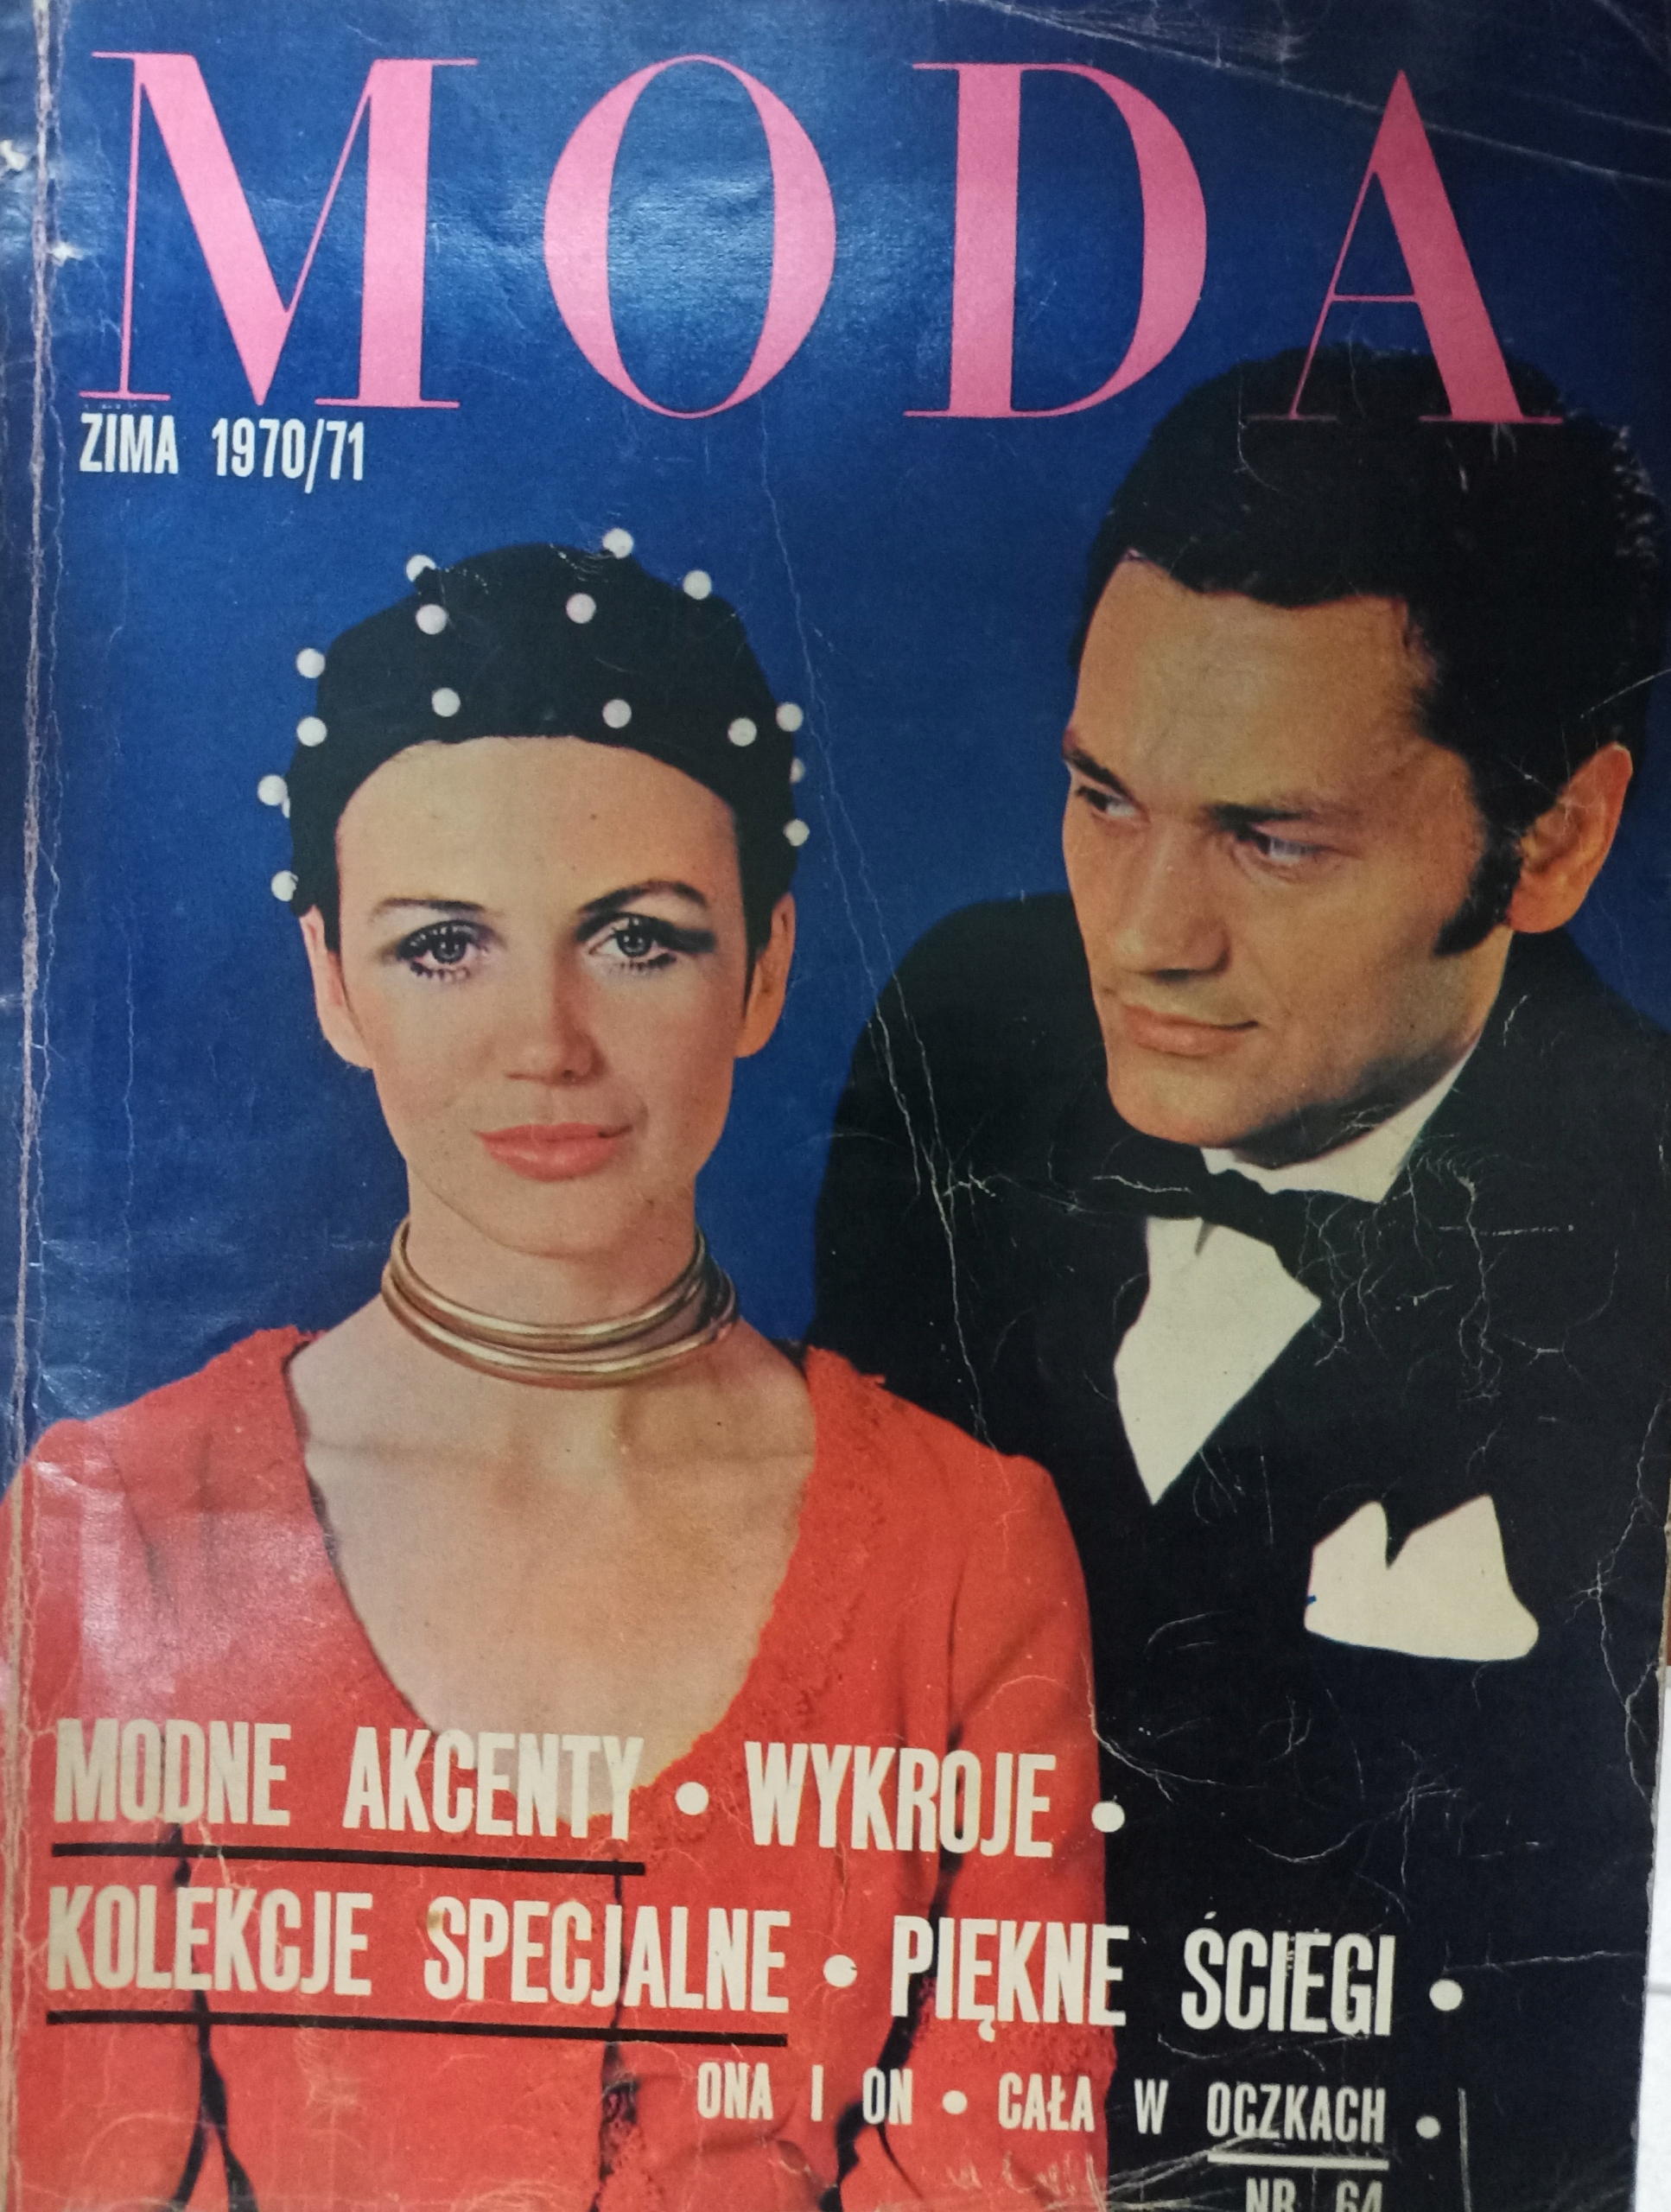 MODA
ZIMA 1970/71
MODNE AKCENTY • WYKROJE •
KOLEKCJE SPECJALNE • PIĘKNE ŚCIEGI •
ONA I ON • CAŁA W OCZKACH •
NR 64